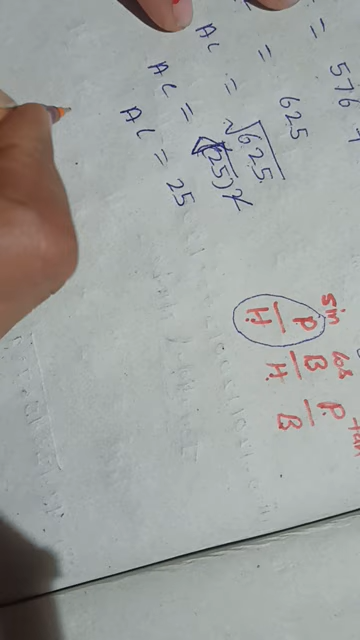 = 576 +
= 625
AC = √625
AC = √(25)²
AC = 25
sin cos tan
P B P
H H B